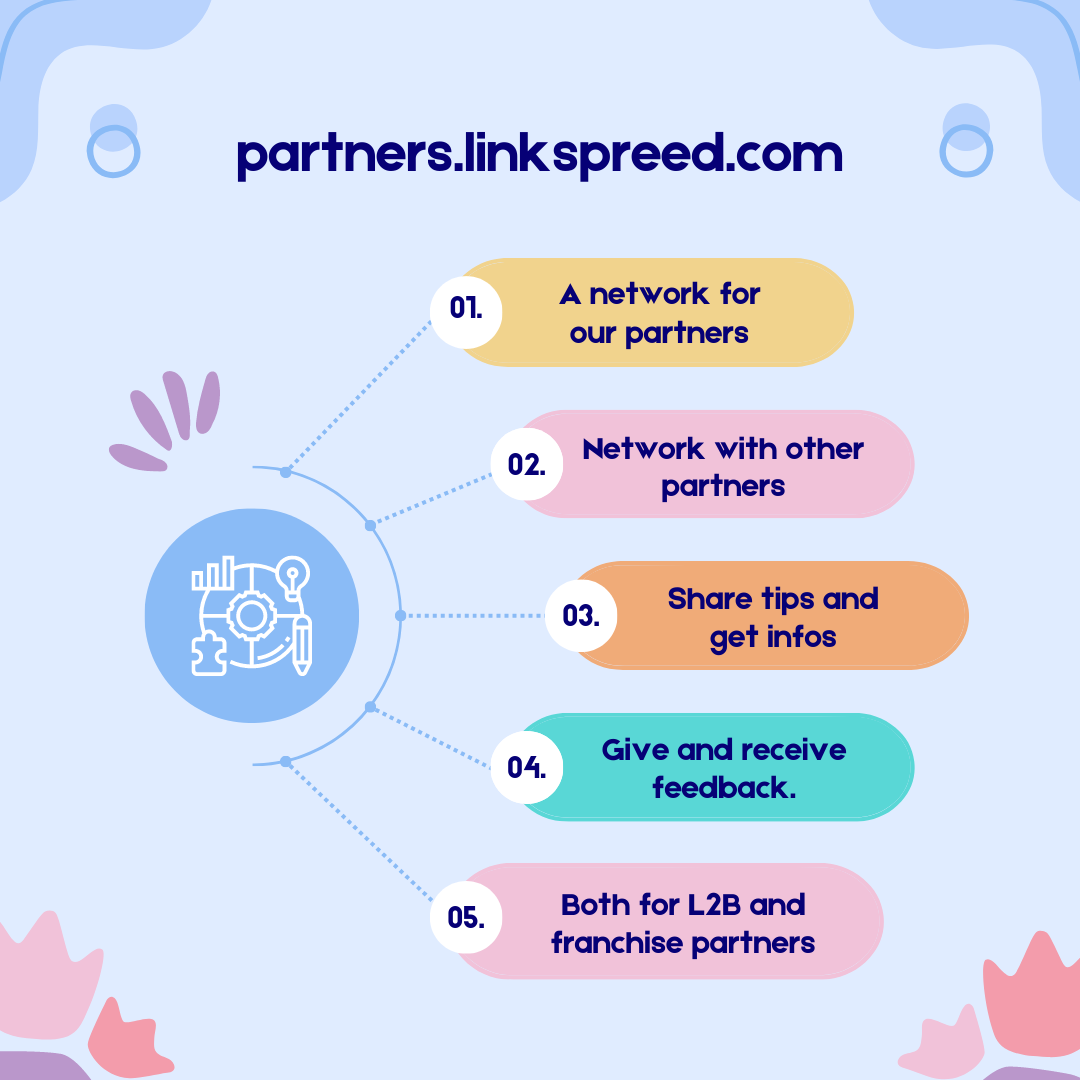 partners.linkspreed.com
01.
A network for
our partners
02.
Network with other
partners
03.
Share tips and
get infos
04.
Give and receive
feedback.
05.
Both for L2B and
franchise partners